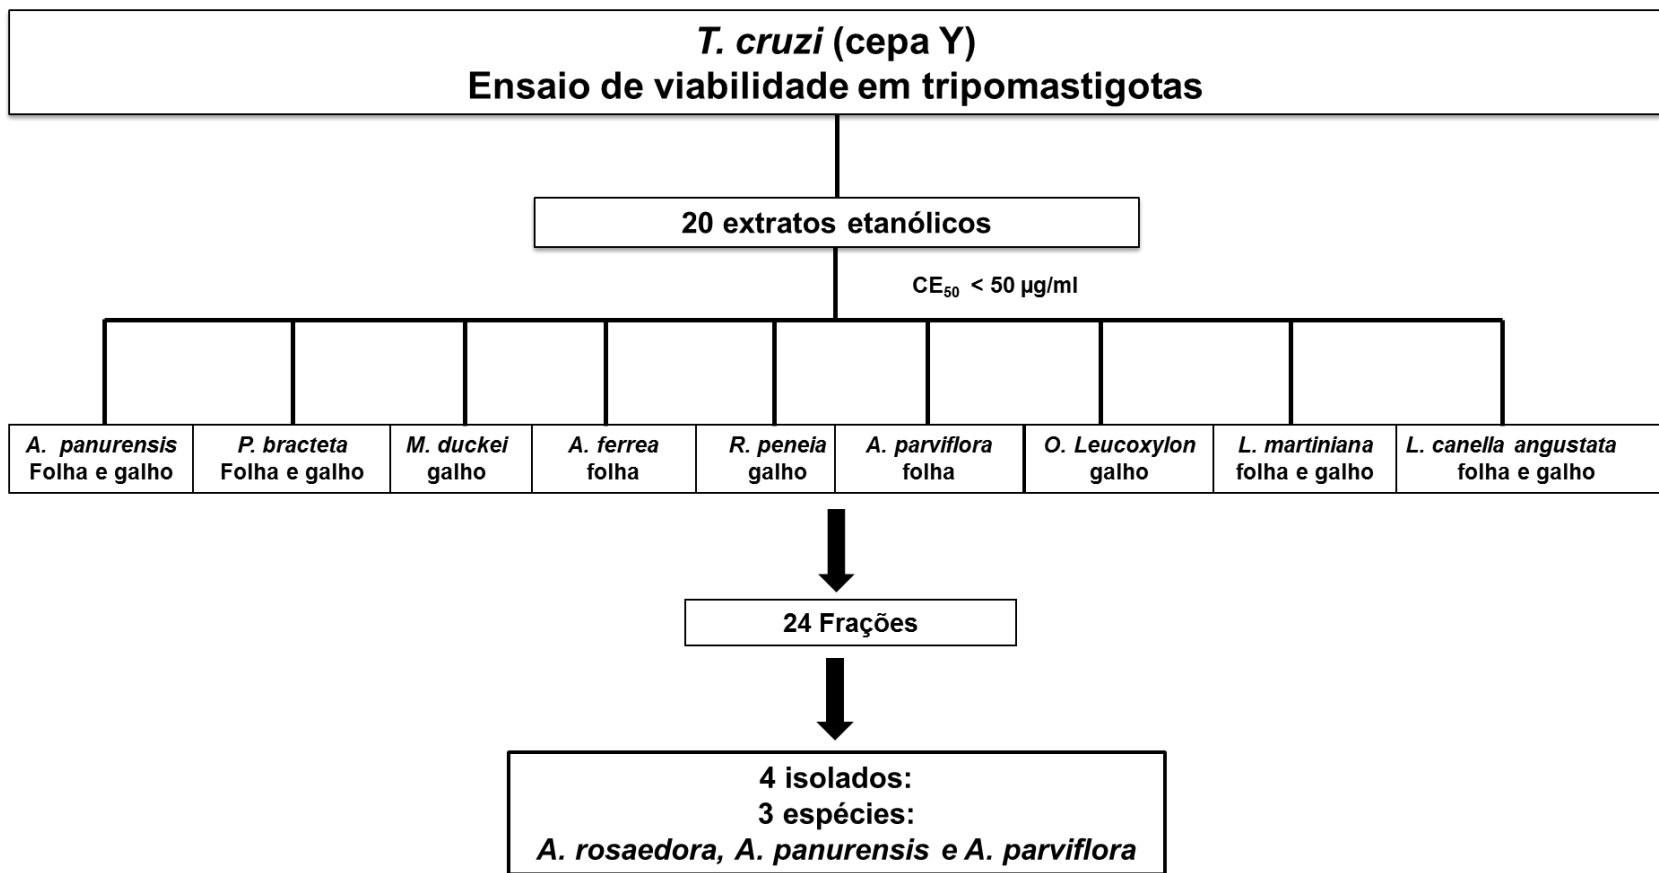 T. cruzi (cepa Y)
Ensaio de viabilidade em tripomastigotas
20 extratos etanólicos
CE₅₀ < 50 µg/ml
A. panurensis
Folha e galho
P. bracteta
Folha e galho
M. duckei
galho
A. ferrea
folha
R. peneia
galho
A. parviflora
folha
O. Leucoxylon
galho
L. martiniana
folha e galho
L. canella angustata
folha e galho
24 Frações
4 isolados:
3 espécies:
A. rosaedora, A. panurensis e A. parviflora